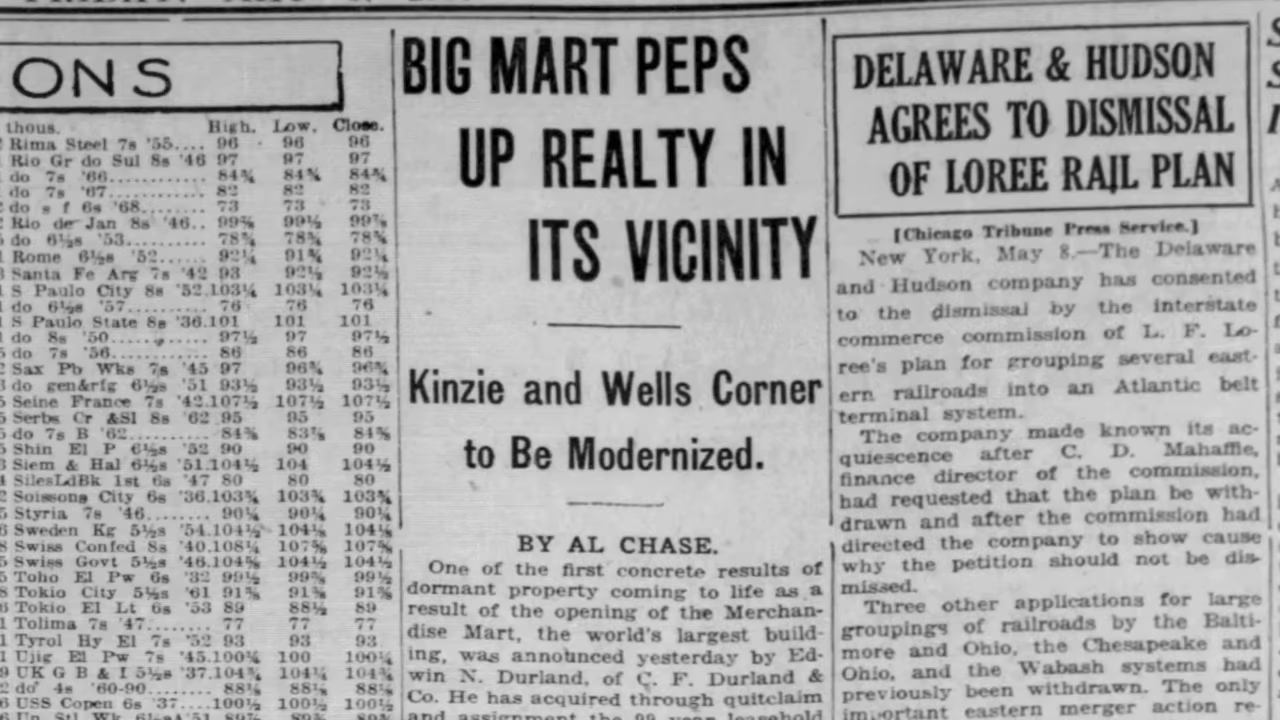 ONS
thous. High. Low. Close.
Rima Steel 7s '55.... 96 96 96
Rio Gr do Sul 8s '46 97 97 97
do 7s '66............ 84¾ 84¾ 84¾
do 7s '67............ 82 82 82
do s f 6s '68........ 73 73 73
Rio de Jan 8s '46.. 99½
do 6½s '53.......... 78¾ 78¾ 78¾
Rome 6½s '52...... 92¼ 91¾ 92¼
Santa Fe Arg 7s '42 93 92½ 92½
S Paulo City 8s '52.103¼ 103¼ 103¼
do 6½s '57.......... 76 76 76
S Paulo State 8s '36.101 101 101
do 8s '50........... 97½ 97 97½
do 7s '56............ 86 86 86
Sax Pb Wks 7s '45 97 96¾ 96¾
do gen&rfg 6½s '51 93½ 93½ 93½
Seine France 7s '42.107½ 107½ 107½
Serbs Cr &Sl 8s '62 95 95 95
do 7s B '62.......... 83⅞
Shin El P 6½s '52 90 90 90
Siem & Hal 6½s '51.104½ 104 104½
SilesLdBk 1st 6s '47 80 80 80
Soissons City 6s '36.103¾ 103¾ 103¾
Styria 7s '46........ 90¼ 90¼ 90¼
Sweden Kg 5½s '54.104½ 104⅛ 104⅛
Swiss Confed 8s '40.108¼ 107⅝ 107⅝
Swiss Govt 5½s '46.104⅝ 104½ 104½
Toho El Pw 6s '32 99½ 99⅜ 99½
Tokio City 5½s '61 91⅜ 91⅜ 91⅜
Tokio El Lt 6s '53 89 88½ 89
Tolima 7s '47........ 77 77 77
Tyrol Hy El 7s '52 93 93 93
Ujig El Pw 7s '45.100¼ 100 100¼
UK G B & I 5½s '37.104¾ 104¼ 104¾
do 4s '60-90........ 88⅛ 88⅛ 88⅛
USS Copen 6s '37....100½ 100½ 100½
BIG MART PEPS
UP REALTY IN
ITS VICINITY
Kinzie and Wells Corner
to Be Modernized.
BY AL CHASE.
One of the first concrete results of
dormant property coming to life as a
result of the opening of the Merchan-
dise Mart, the world's largest build-
ing, was announced yesterday by Ed-
win N. Durland, of C. F. Durland &
Co. He has acquired through quitclaim
and assignment the 99 year leasehold
DELAWARE & HUDSON
AGREES TO DISMISSAL
OF LOREE RAIL PLAN
[Chicago Tribune Press Service.]
New York, May 8.—The Delaware
and Hudson company has consented
to the dismissal by the interstate
commerce commission of L. F. Lo-
ree's plan for grouping several east-
ern railroads into an Atlantic belt
terminal system.
The company made known its ac-
quiescence after C. D. Mahaffie,
finance director of the commission,
had requested that the plan be with-
drawn and after the commission had
directed the company to show cause
why the petition should not be dis-
missed.
Three other applications for large
groupings of railroads by the Balti-
more and Ohio, the Chesapeake and
Ohio, and the Wabash systems had
previously been withdrawn. The only
important eastern merger action re-